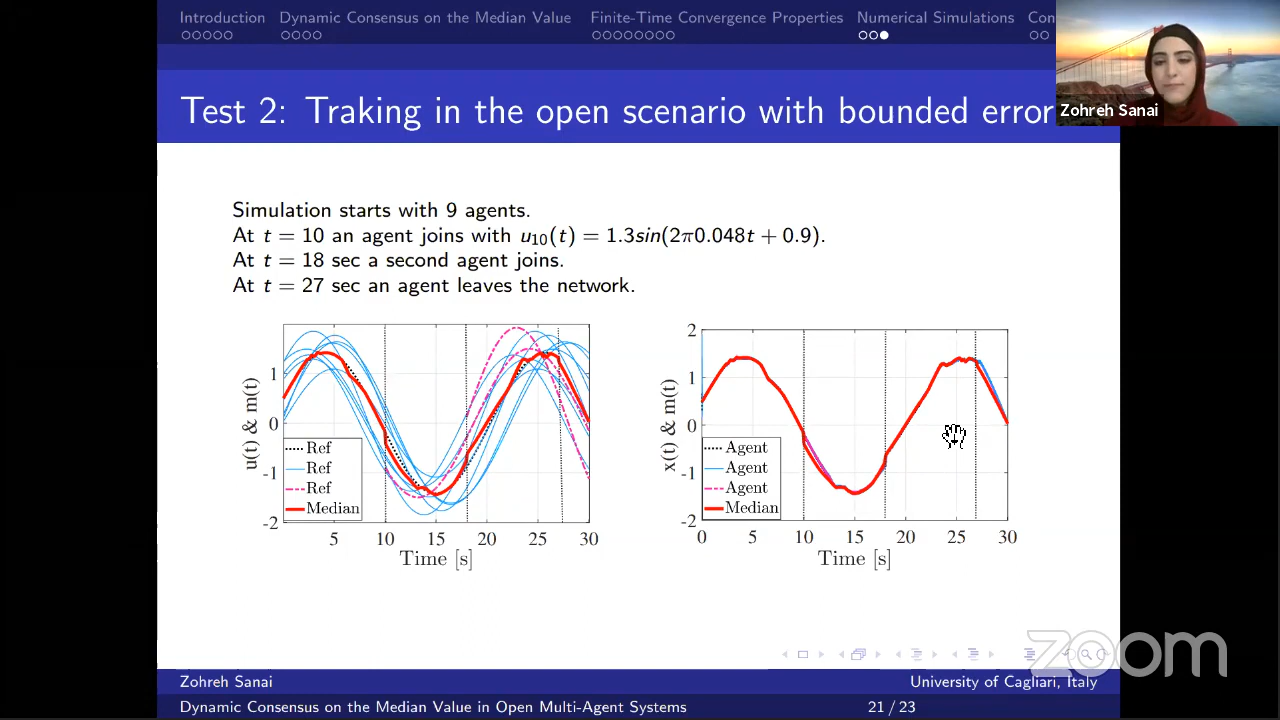 Introduction Dynamic Consensus on the Median Value Finite-Time Convergence Properties Numerical Simulations Con
Zohreh Sanai
Test 2: Traking in the open scenario with bounded error
Simulation starts with 9 agents.
At t = 10 an agent joins with u10(t) = 1.3sin(2π0.048t + 0.9).
At t = 18 sec a second agent joins.
At t = 27 sec an agent leaves the network.
u(t) & m(t)
1
0
-1
-2
Ref
Ref
Ref
Median
5 10 15 20 25 30
Time [s]
x(t) & m(t)
2
1
0
-1
-2
Agent
Agent
Agent
Median
0 5 10 15 20 25 30
Time [s]
zoom
Zohreh Sanai University of Cagliari, Italy
Dynamic Consensus on the Median Value in Open Multi-Agent Systems 21 / 23